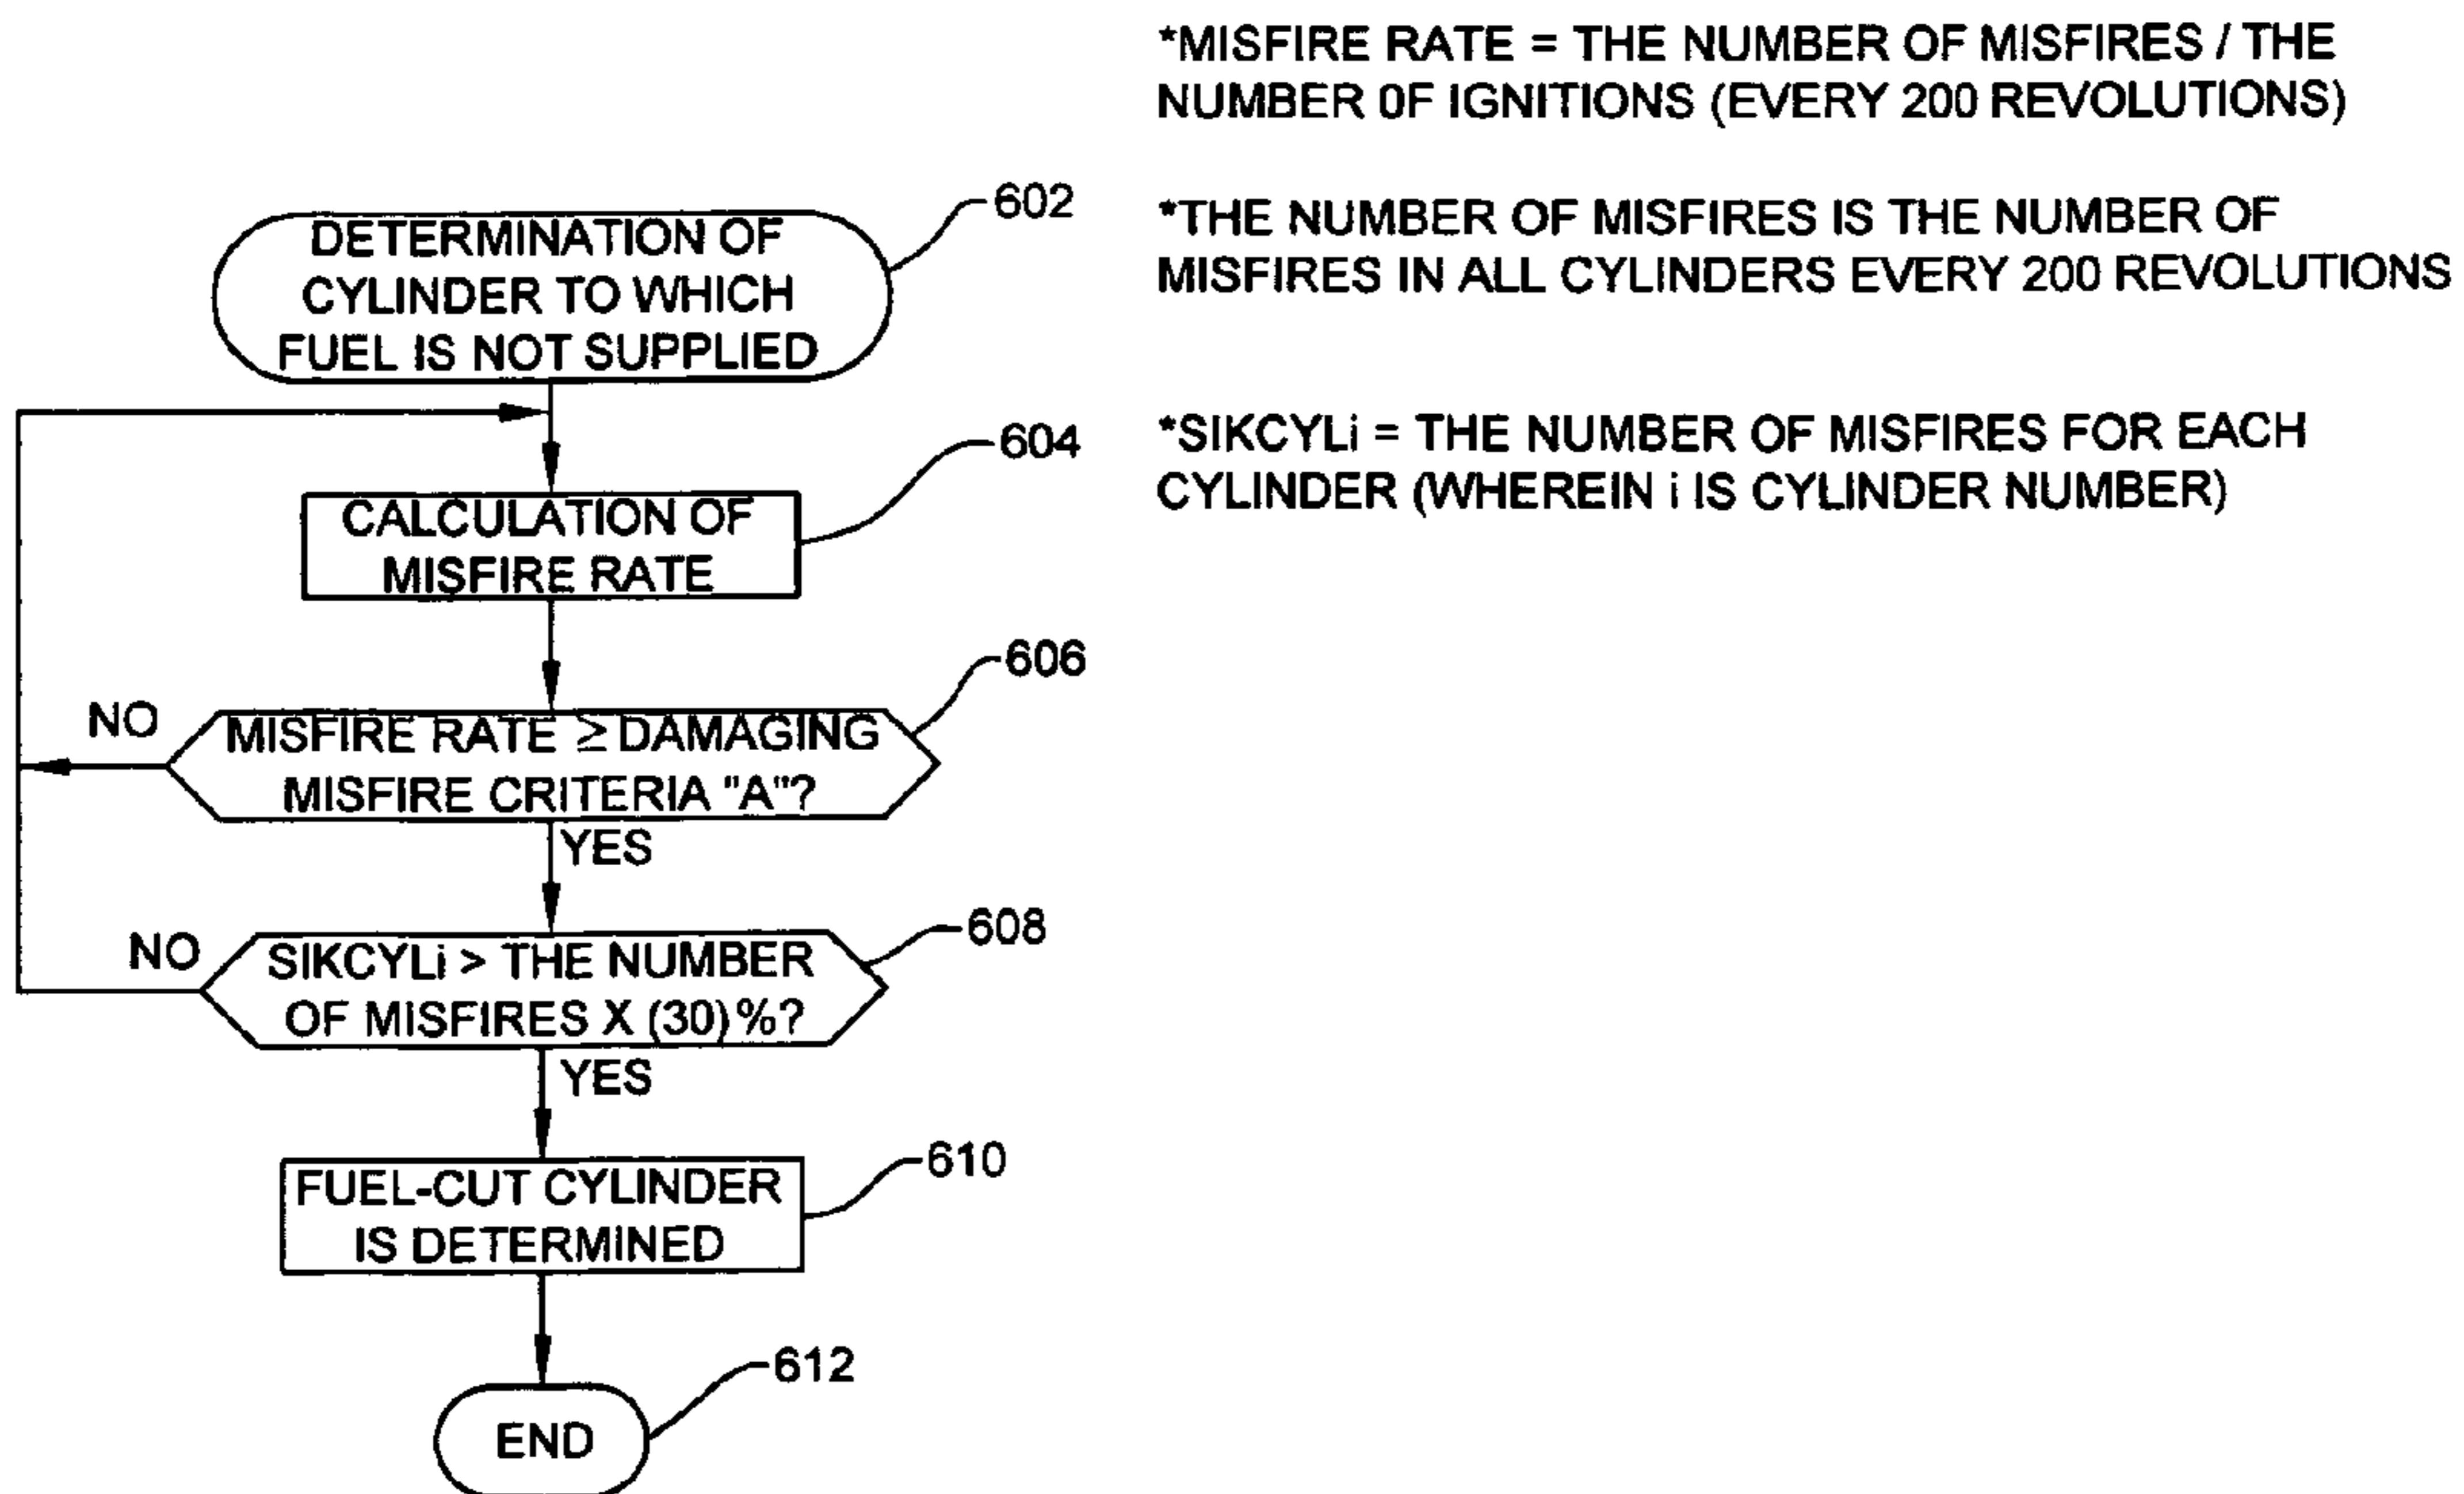 *MISFIRE RATE = THE NUMBER OF MISFIRES / THE
NUMBER OF IGNITIONS (EVERY 200 REVOLUTIONS)
*THE NUMBER OF MISFIRES IS THE NUMBER OF
MISFIRES IN ALL CYLINDERS EVERY 200 REVOLUTIONS
*SIKCYLi = THE NUMBER OF MISFIRES FOR EACH
CYLINDER (WHEREIN i IS CYLINDER NUMBER)
602
DETERMINATION OF
CYLINDER TO WHICH
FUEL IS NOT SUPPLIED
604
CALCULATION OF
MISFIRE RATE
606
NO
MISFIRE RATE ≥ DAMAGING
MISFIRE CRITERIA "A"?
YES
608
NO
SIKCYLi > THE NUMBER
OF MISFIRES X (30)%?
YES
610
FUEL-CUT CYLINDER
IS DETERMINED
612
END